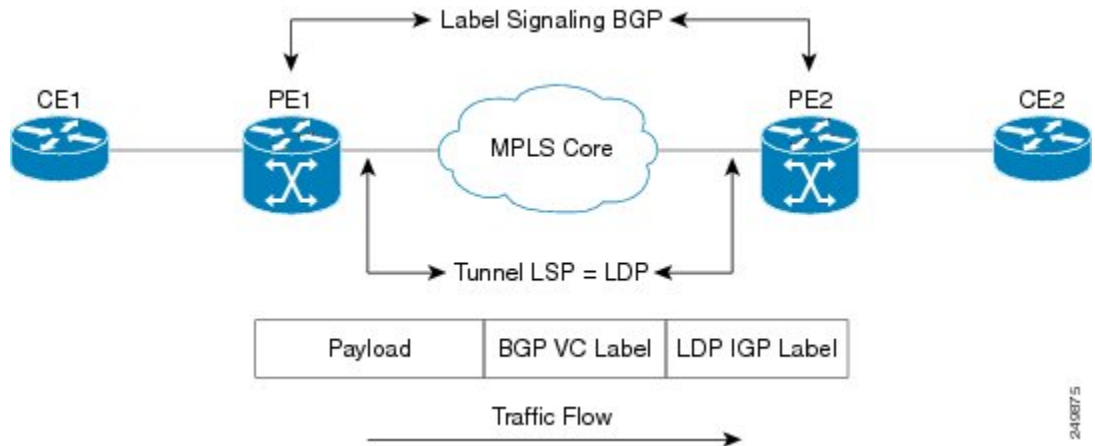 Label Signaling BGP
CE1
PE1
PE2
CE2
MPLS Core
Tunnel LSP = LDP
Payload
BGP VC Label
LDP IGP Label
Traffic Flow
249875